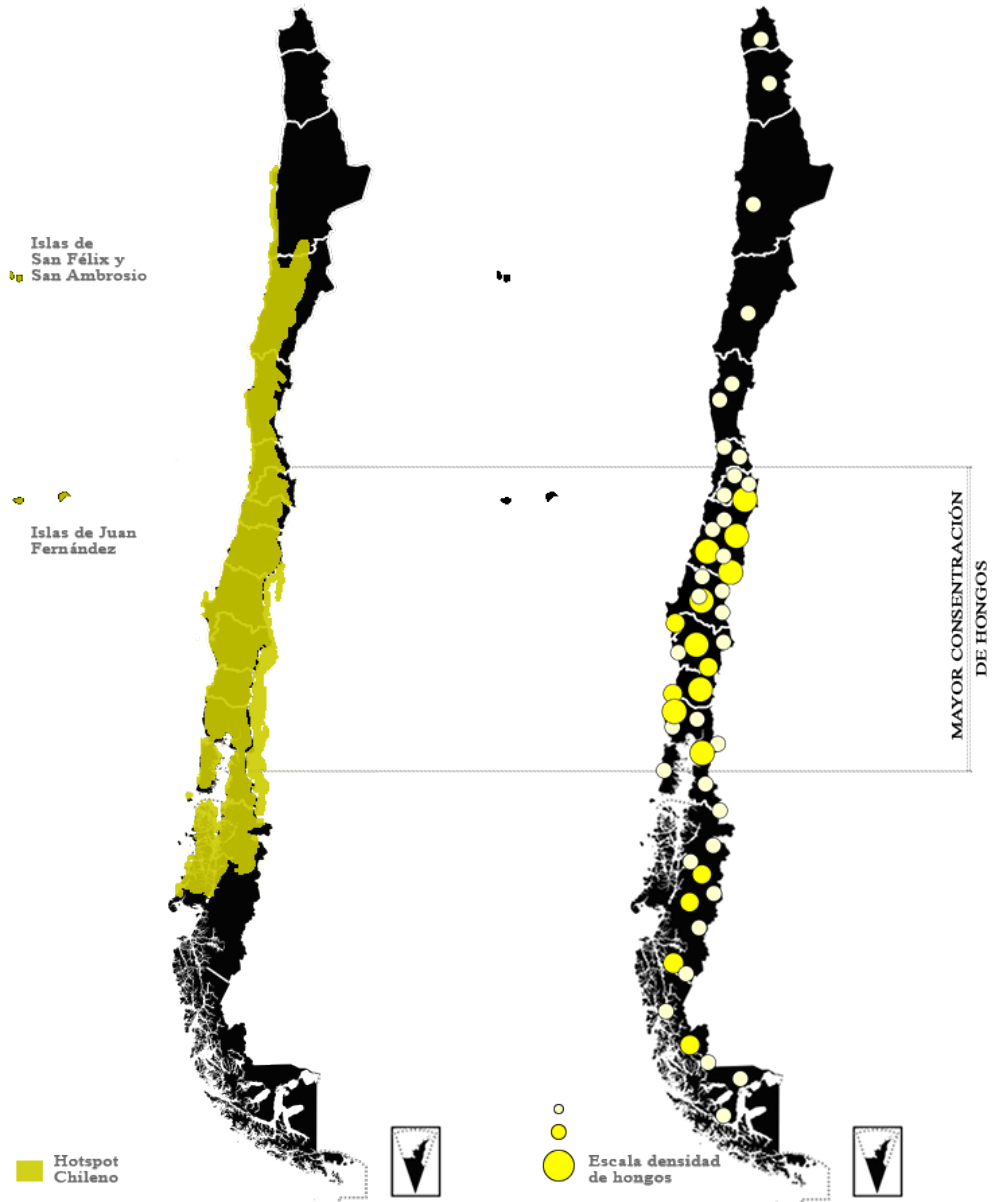 Islas de
San Félix y
San Ambrosio
Islas de Juan
Fernández
MAYOR CONSENTRACIÓN
DE HONGOS
Hotspot
Chileno
Escala densidad
de hongos